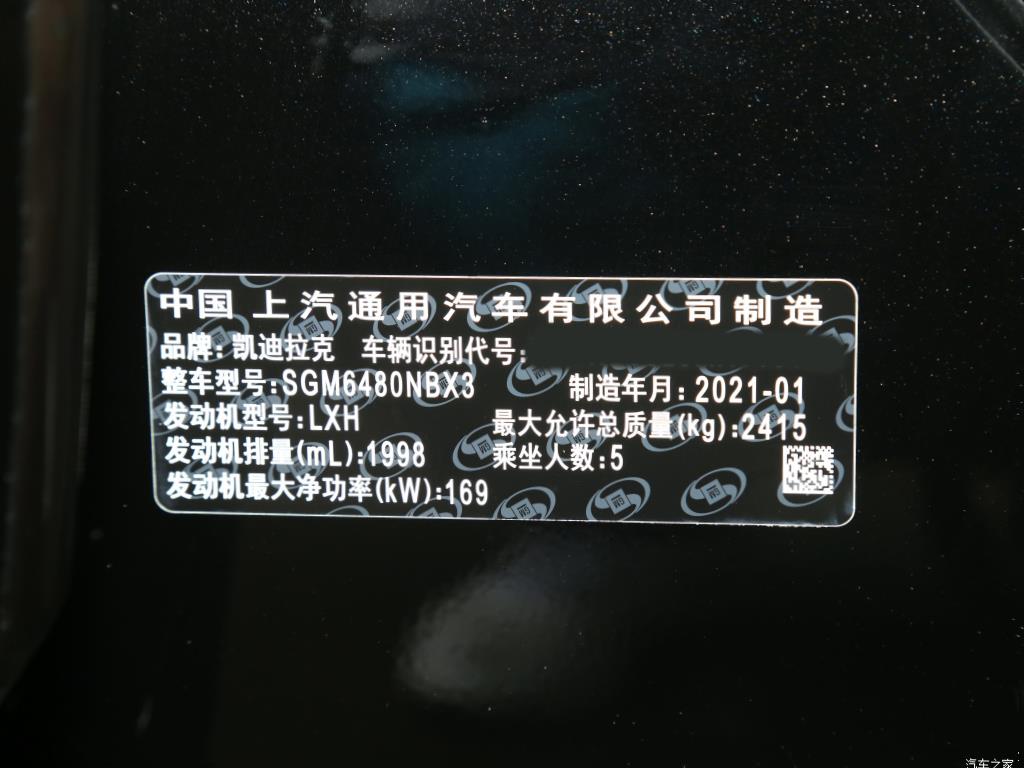 中国 上汽通用汽车有限公司制造
品牌:凯迪拉克 车辆识别代号:
整车型号:SGM6480NBX3 制造年月:2021-01
发动机型号:LXH 最大允许总质量(kg):2415
发动机排量(mL):1998 乘坐人数:5
发动机最大净功率(kW):169
汽车之家